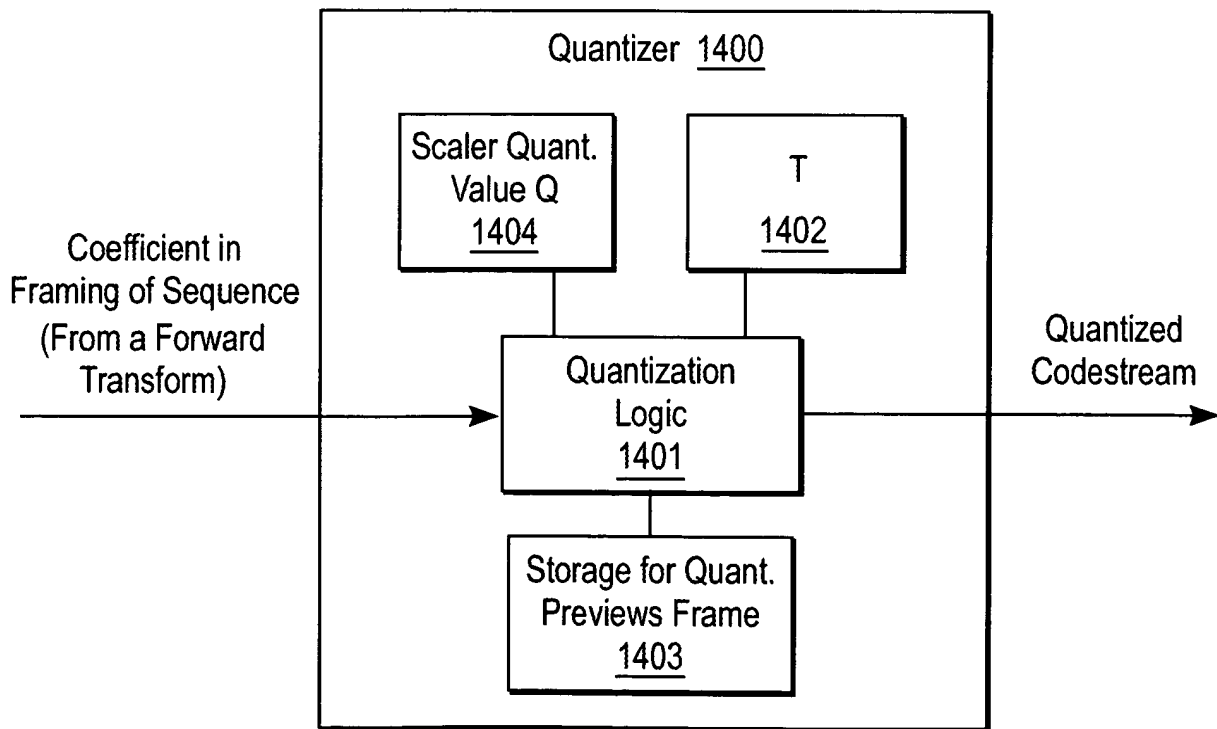 Quantizer 1400
Scaler Quant.
Value Q
1404
T
1402
Coefficient in
Framing of Sequence
(From a Forward
Transform)
Quantization
Logic
1401
Quantized
Codestream
Storage for Quant.
Previews Frame
1403